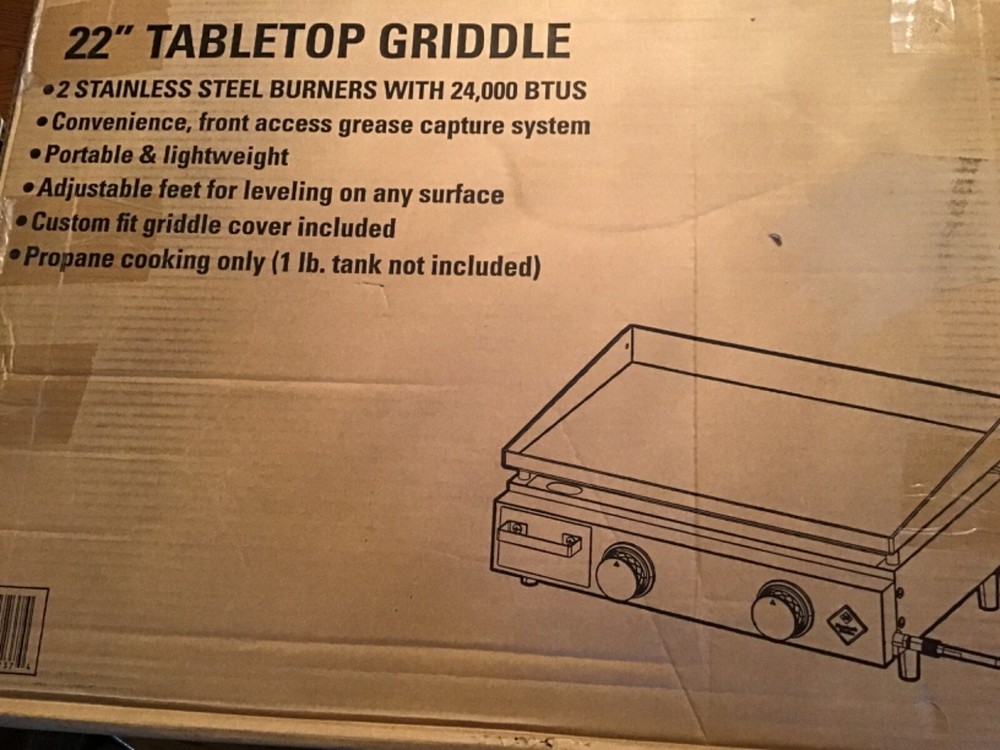 22" TABLETOP GRIDDLE
•2 STAINLESS STEEL BURNERS WITH 24,000 BTUS
•Convenience, front access grease capture system
•Portable & lightweight
•Adjustable feet for leveling on any surface
•Custom fit griddle cover included
•Propane cooking only (1 lb. tank not included)